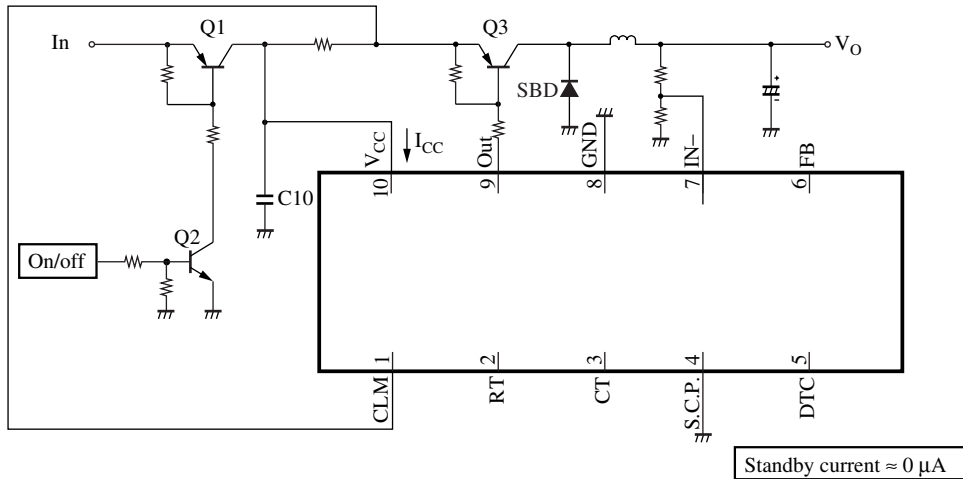 Q1
Q3
In
V_O
SBD
V_CC
I_CC
Out
GND
IN−
FB
10
9
8
7
6
C10
Q2
On/off
1
2
3
4
5
CLM
RT
CT
S.C.P.
DTC
+
−
Standby current ≈ 0 μA